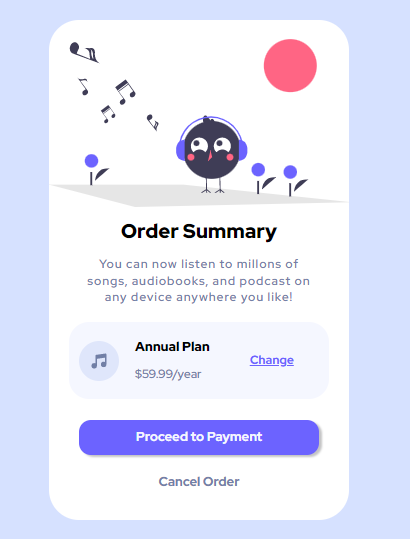 Order Summary
You can now listen to millons of
songs, audiobooks, and podcast on
any device anywhere you like!
Annual Plan
Change
$59.99/year
Proceed to Payment
Cancel Order